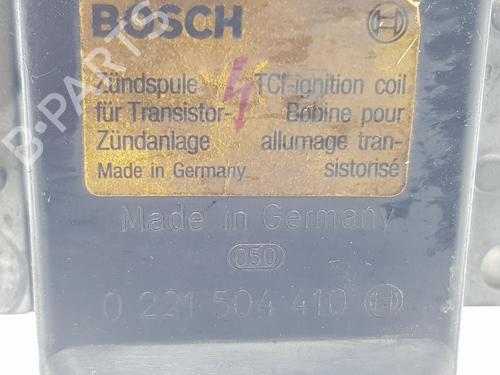 BOSCH
Zündspule
für Transistor-
Zündanlage
Made in Germany
TCI-ignition coil
Bobine pour
allumage tran-
sistorisé
Made in Germany
050
0 221 504 410
B-PARTS